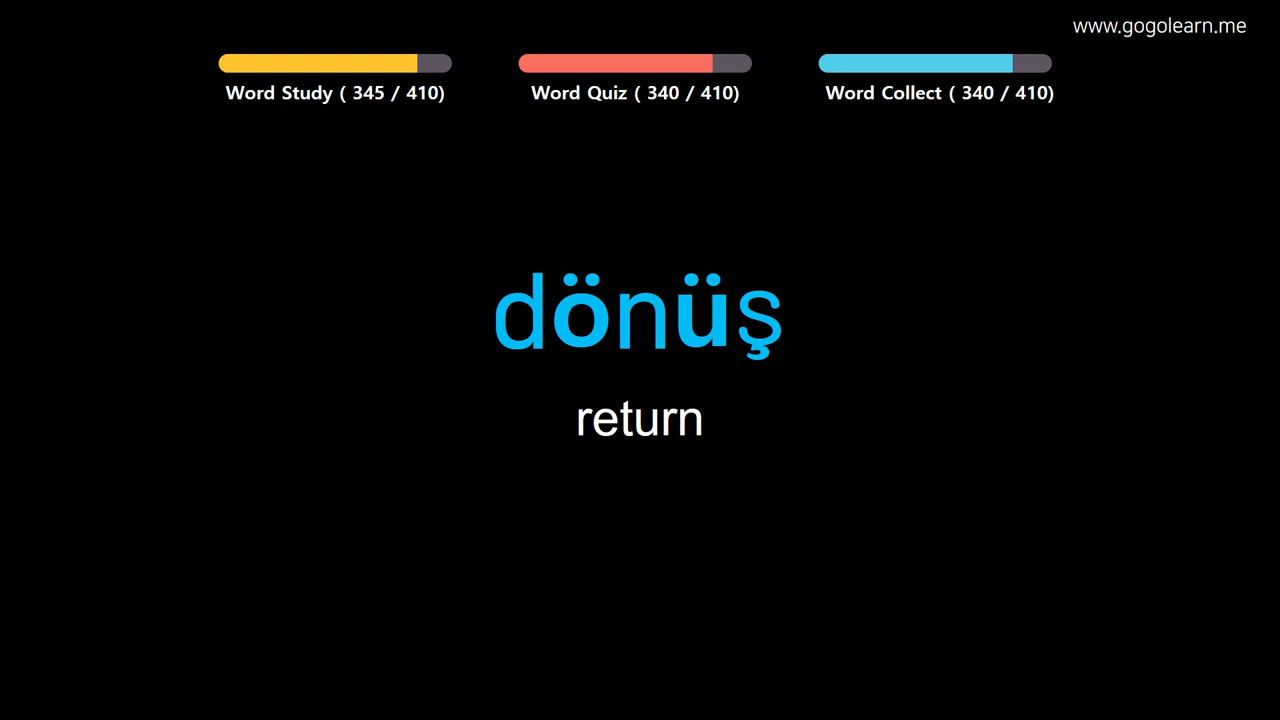 www.gogolearn.me
Word Study ( 345 / 410)
Word Quiz ( 340 / 410)
Word Collect ( 340 / 410)
dönüş
return